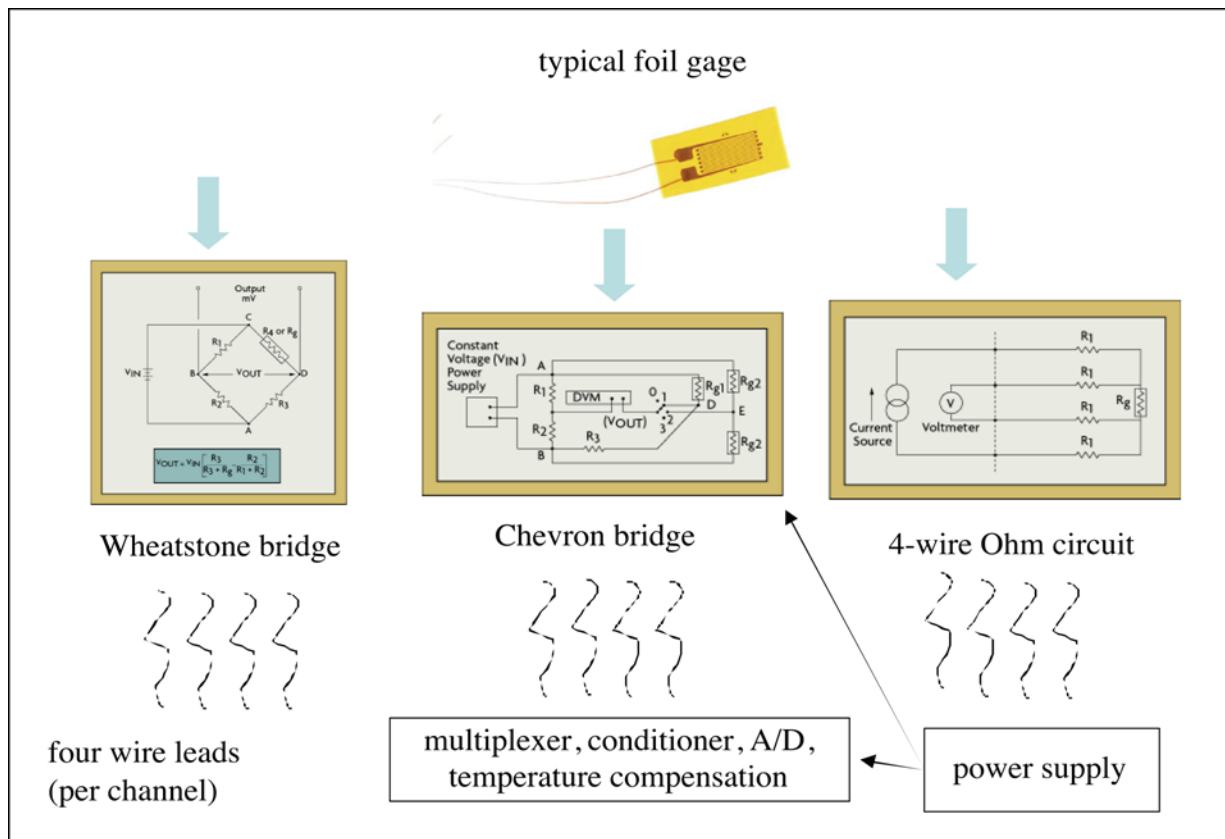 typical foil gage
Output
mV
C
R1
R4 or Rg
VIN
B
VOUT
D
R2
R3
A
VOUT = VIN [R3 / R3 + Rg - R2 / R1 + R2]
Wheatstone bridge
Constant
Voltage (VIN)
Power
Supply
A
R1
DVM
(VOUT)
0
1
2
3
Rg1
D
Rg2
E
R2
R3
B
Rg2
Chevron bridge
R1
R1
V
Rg
R1
Current
Source
Voltmeter
R1
4-wire Ohm circuit
four wire leads
(per channel)
multiplexer, conditioner, A/D,
temperature compensation
power supply